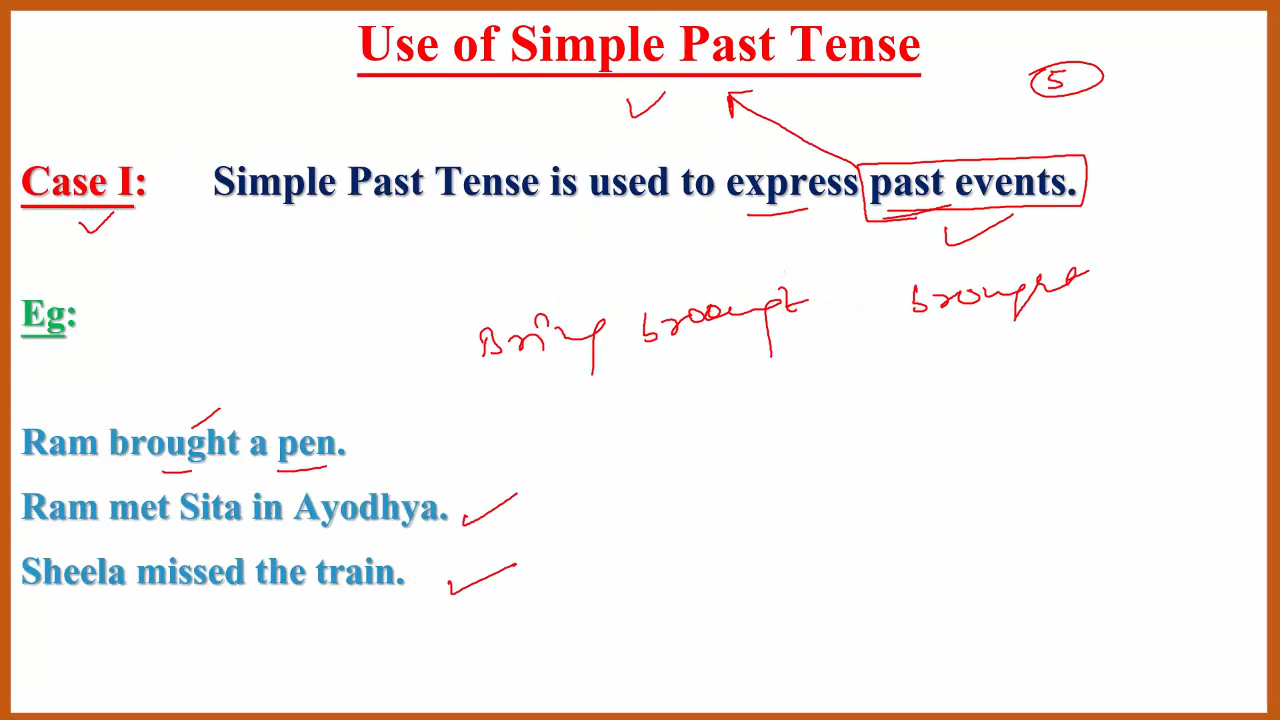 Use of Simple Past Tense
5
Case I: Simple Past Tense is used to express past events.
Eg:
Bring brought brought
Ram brought a pen.
Ram met Sita in Ayodhya.
Sheela missed the train.